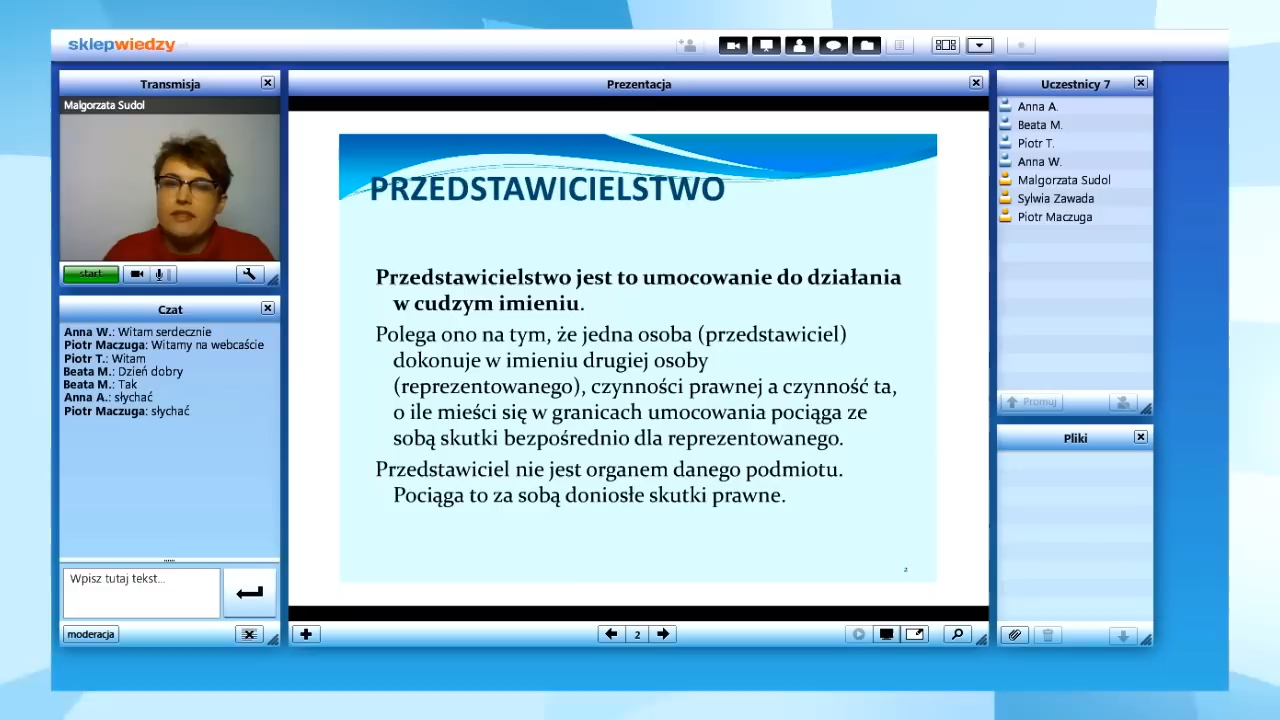 sklepwiedzy
Transmisja
Malgorzata Sudol
start
Czat
Anna W.: Witam serdecznie
Piotr Maczuga: Witamy na webcaście
Piotr T.: Witam
Beata M.: Dzień dobry
Beata M.: Tak
Anna A.: słychać
Piotr Maczuga: słychać
Wpisz tutaj tekst...
moderacja
Prezentacja
PRZEDSTAWICIELSTWO
Przedstawicielstwo jest to umocowanie do działania
w cudzym imieniu.
Polega ono na tym, że jedna osoba (przedstawiciel)
dokonuje w imieniu drugiej osoby
(reprezentowanego), czynności prawnej a czynność ta,
o ile mieści się w granicach umocowania pociąga ze
sobą skutki bezpośrednio dla reprezentowanego.
Przedstawiciel nie jest organem danego podmiotu.
Pociąga to za sobą doniosłe skutki prawne.
2
2
Uczestnicy 7
Anna A.
Beata M.
Piotr T.
Anna W.
Malgorzata Sudol
Sylwia Zawada
Piotr Maczuga
Promuj
Pliki